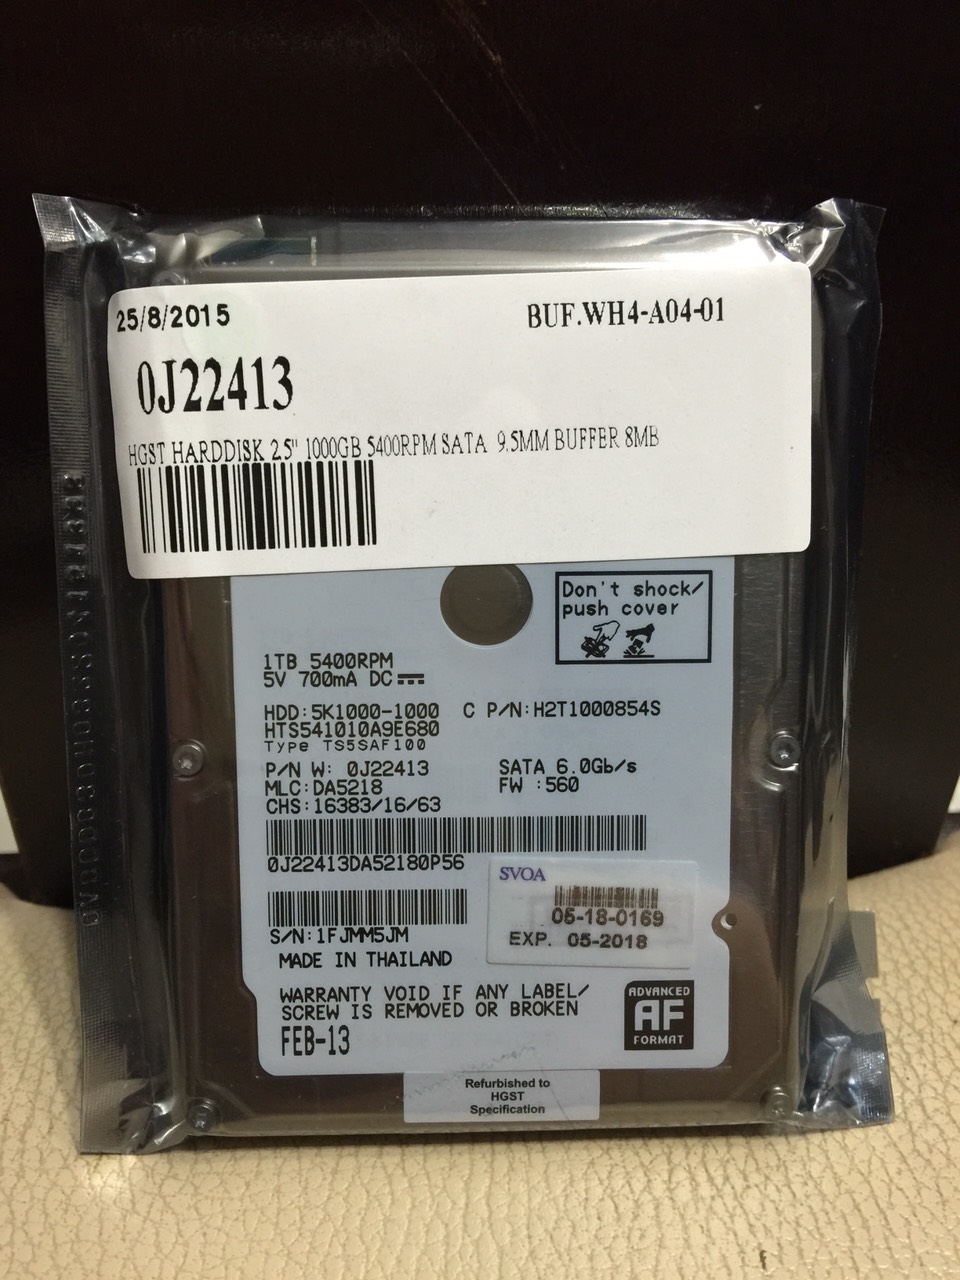 25/8/2015 BUF.WH4-A04-01
0J22413
HGST HARDDISK 2.5" 1000GB 5400RPM SATA 9.5MM BUFFER 8MB
Don't shock/
push cover
1TB 5400RPM
5V 700mA DC
HDD:5K1000-1000 C P/N:H2T1000854S
HTS541010A9E680
Type TS5SAF100
P/N W: 0J22413 SATA 6.0Gb/s
MLC:DA5218 FW :560
CHS:16383/16/63
0J22413DA52180P56
SVOA
05-18-0169
EXP. 05-2018
S/N:1FJMM5JM
MADE IN THAILAND
WARRANTY VOID IF ANY LABEL/
SCREW IS REMOVED OR BROKEN
FEB-13
ADVANCED
AF
FORMAT
Refurbished to
HGST
Specification